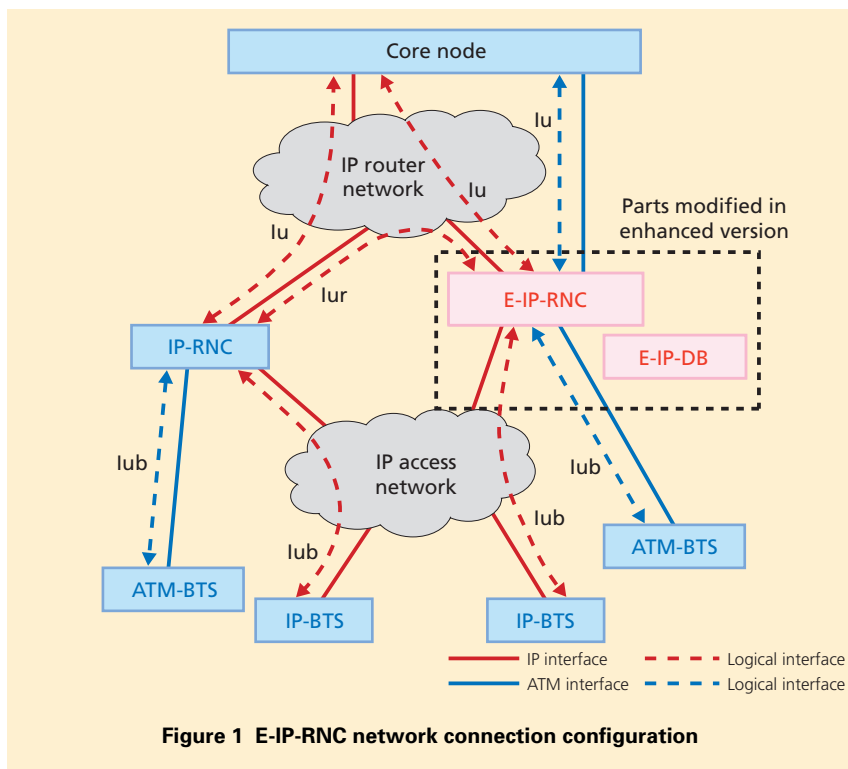 Core node
Iu
IP router
network
Iu
Parts modified in
enhanced version
Iu
Iur
E-IP-RNC
IP-RNC
E-IP-DB
Iub
IP access
network
Iub
Iub
Iub
ATM-BTS
ATM-BTS
IP-BTS
IP-BTS
IP interface
Logical interface
ATM interface
Logical interface
Figure 1 E-IP-RNC network connection configuration